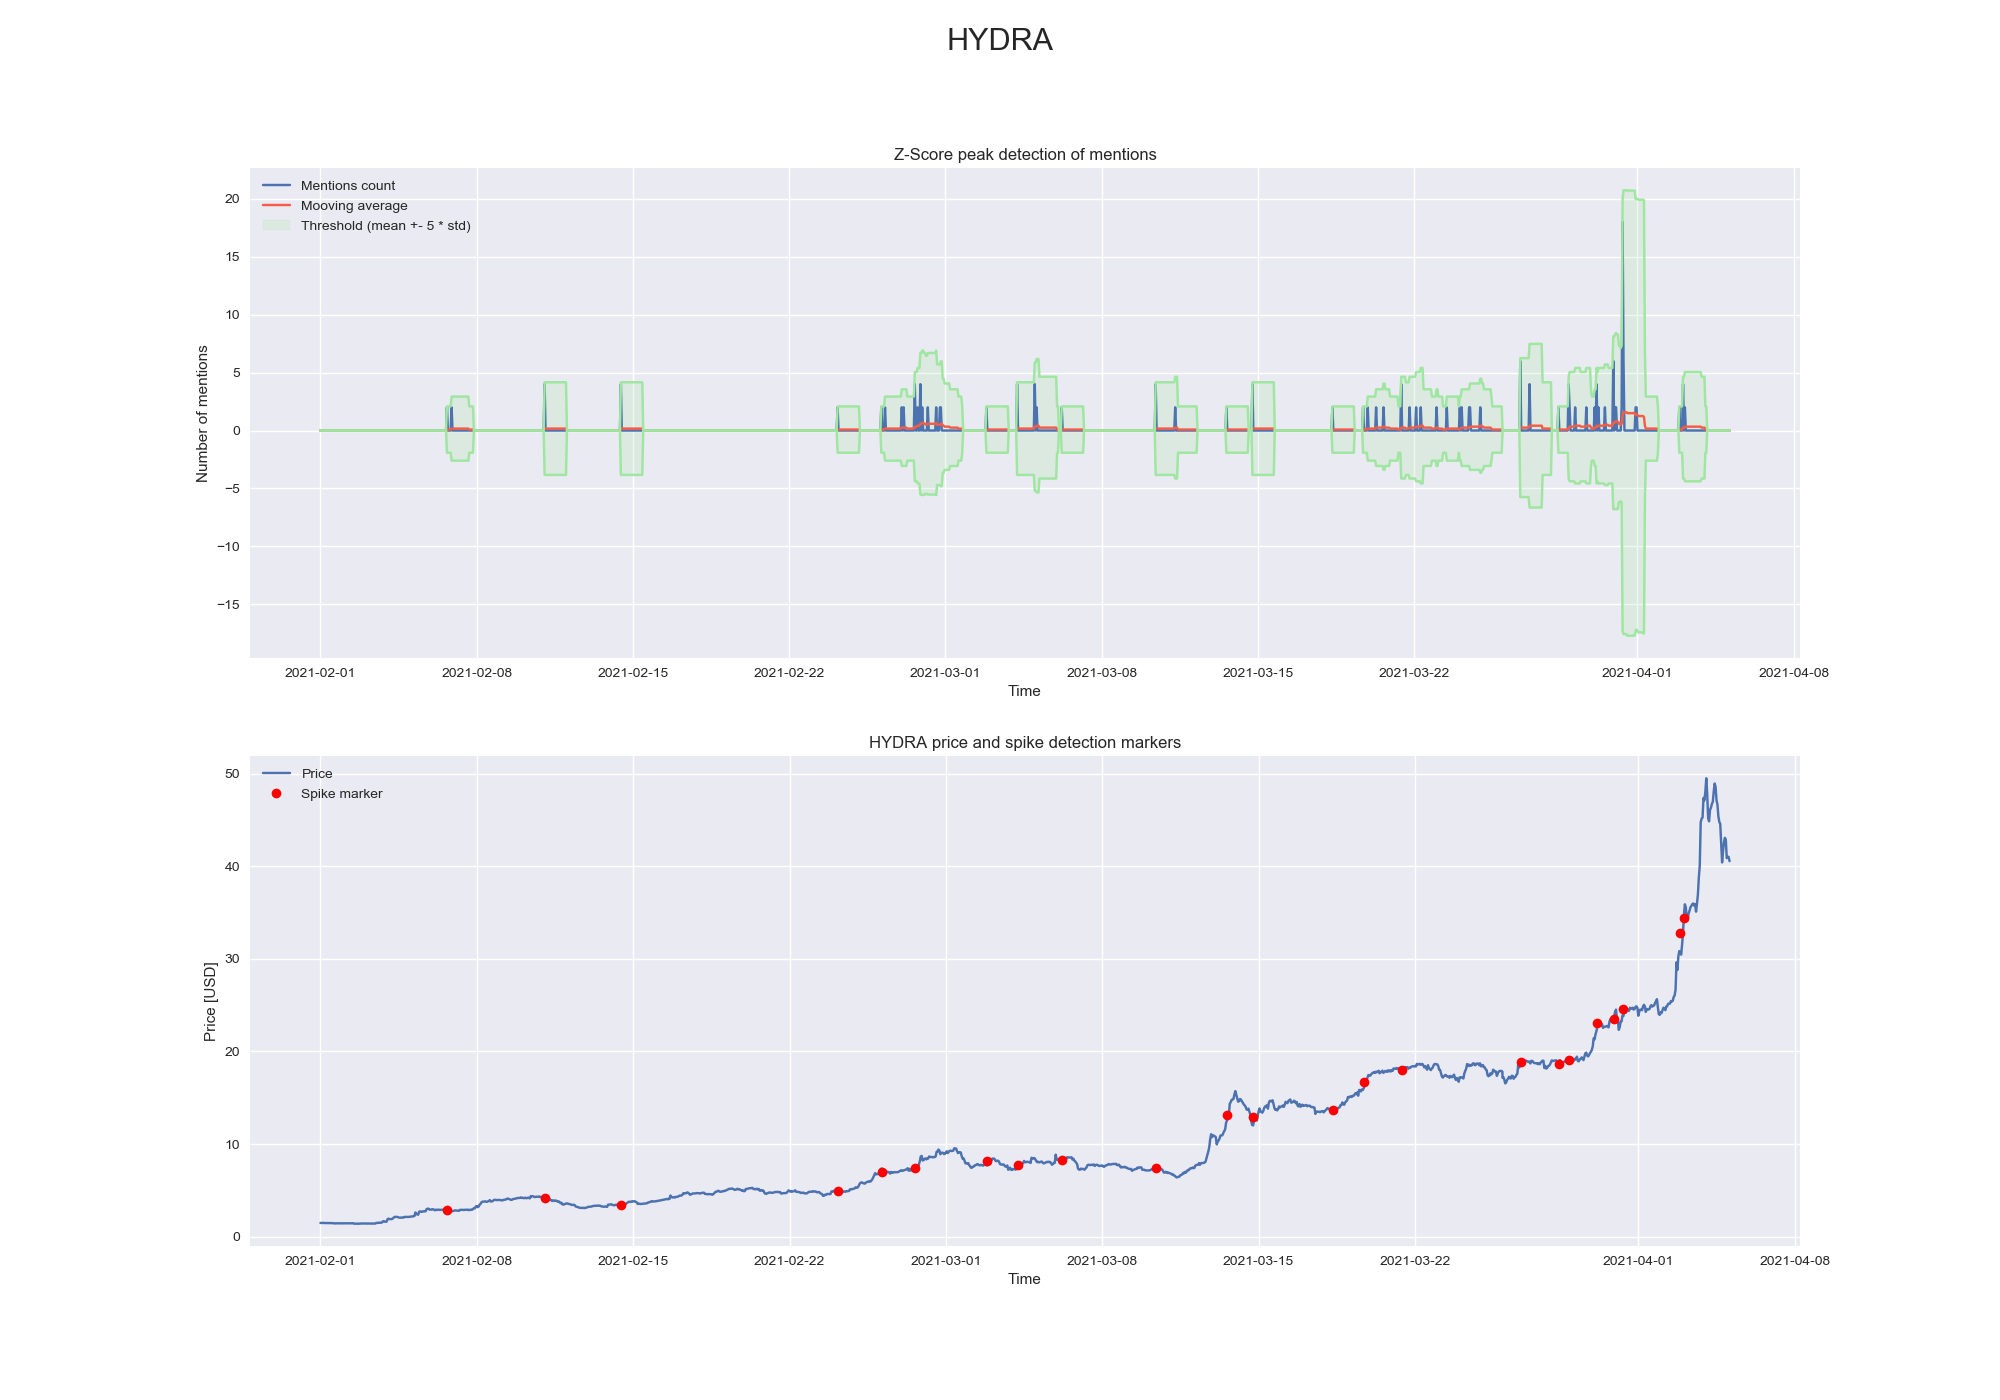 HYDRA
Z-Score peak detection of mentions
Mentions count
Mooving average
Threshold (mean +- 5 * std)
Number of mentions
20
15
10
5
0
−5
−10
−15
2021-02-01 2021-02-08 2021-02-15 2021-02-22 2021-03-01 2021-03-08 2021-03-15 2021-03-22 2021-04-01 2021-04-08
Time
HYDRA price and spike detection markers
Price
Spike marker
Price [USD]
50
40
30
20
10
0
2021-02-01 2021-02-08 2021-02-15 2021-02-22 2021-03-01 2021-03-08 2021-03-15 2021-03-22 2021-04-01 2021-04-08
Time